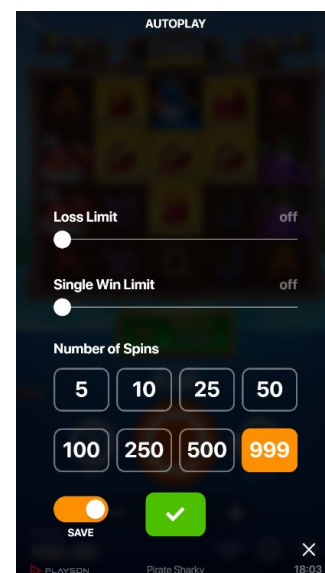 AUTOPLAY
Loss Limit off
Single Win Limit off
Number of Spins
5 10 25 50
100 250 500 999
SAVE
PLAYSON Pirate Sharky 18:03